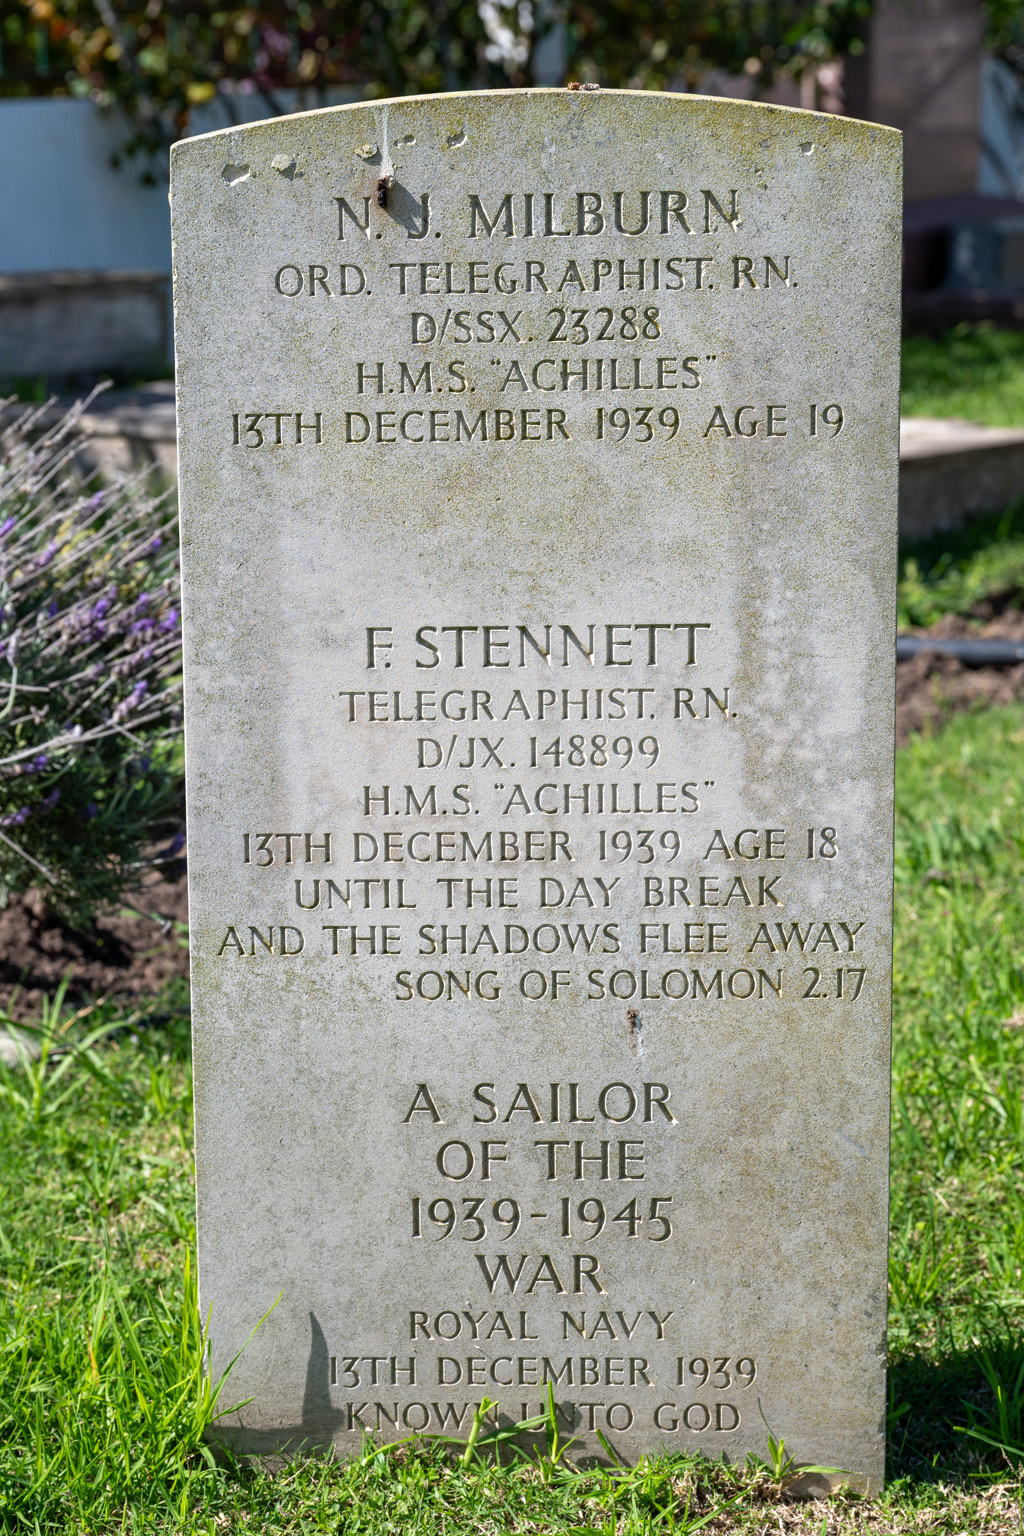 N. J. MILBURN
ORD. TELEGRAPHIST. RN.
D/SSX. 23288
H.M.S. "ACHILLES"
13TH DECEMBER 1939 AGE 19
F. STENNETT
TELEGRAPHIST. RN.
D/JX. 148899
H.M.S. "ACHILLES"
13TH DECEMBER 1939 AGE 18
UNTIL THE DAY BREAK
AND THE SHADOWS FLEE AWAY
SONG OF SOLOMON 2.17
A SAILOR
OF THE
1939-1945
WAR
ROYAL NAVY
13TH DECEMBER 1939
KNOWN UNTO GOD